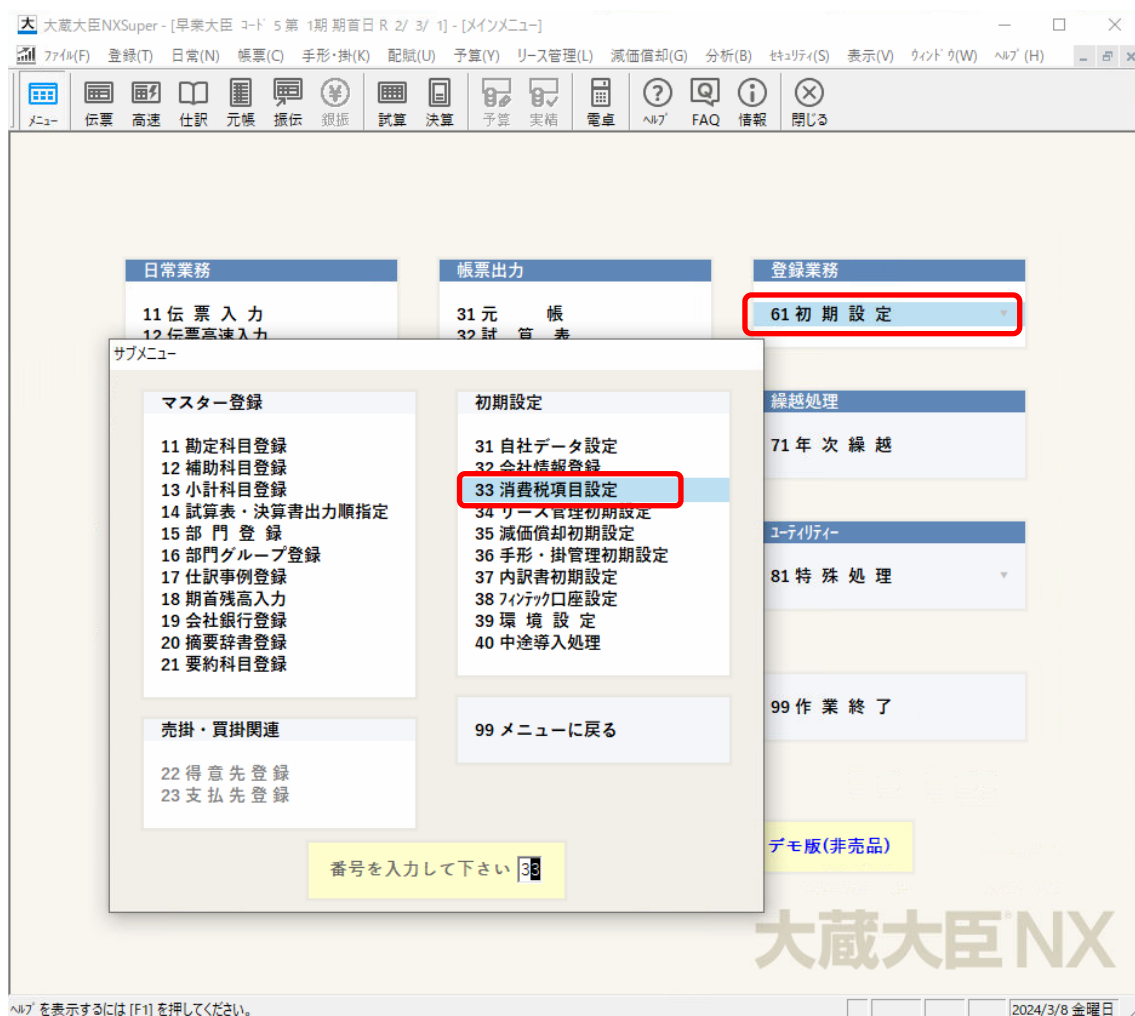 大 大蔵大臣NXSuper - [早業大臣 ｺｰﾄﾞ 5 第 1期 期首日 R 2/ 3/ 1] - [メインメニュー]
ﾌｧｲﾙ(F) 登録(T) 日常(N) 帳票(C) 手形・掛(K) 配賦(U) 予算(Y) リース管理(L) 減価償却(G) 分析(B) ｾｷｭﾘﾃｨ(S) 表示(V) ｳｨﾝﾄﾞｳ(W) ﾍﾙﾌﾟ(H)
ﾒﾆｭｰ 伝票 高速 仕訳 元帳 振伝 銀振 試算 決算 予算 実績 電卓 ﾍﾙﾌﾟ FAQ 情報 閉じる
日常業務
11 伝 票 入 力
12 伝票高速入力
帳票出力
31 元 帳
32 試 算 表
登録業務
61 初 期 設 定
サブメニュー
マスター登録
11 勘定科目登録
12 補助科目登録
13 小計科目登録
14 試算表・決算書出力順指定
15 部 門 登 録
16 部門グループ登録
17 仕訳事例登録
18 期首残高入力
19 会社銀行登録
20 摘要辞書登録
21 要約科目登録
初期設定
31 自社データ設定
32 会社情報登録
33 消費税項目設定
34 リース管理初期設定
35 減価償却初期設定
36 手形・掛管理初期設定
37 内訳書初期設定
38 ﾌｨﾝﾃｯｸ口座設定
39 環 境 設 定
40 中途導入処理
売掛・買掛関連
22 得 意 先 登 録
23 支 払 先 登 録
99 メニューに戻る
番号を入力して下さい 33
繰越処理
71 年 次 繰 越
ﾕｰﾃｨﾘﾃｨｰ
81 特 殊 処 理
99 作 業 終 了
デモ版(非売品)
大蔵大臣NX
ﾍﾙﾌﾟを表示するには [F1] を押してください。
2024/3/8 金曜日